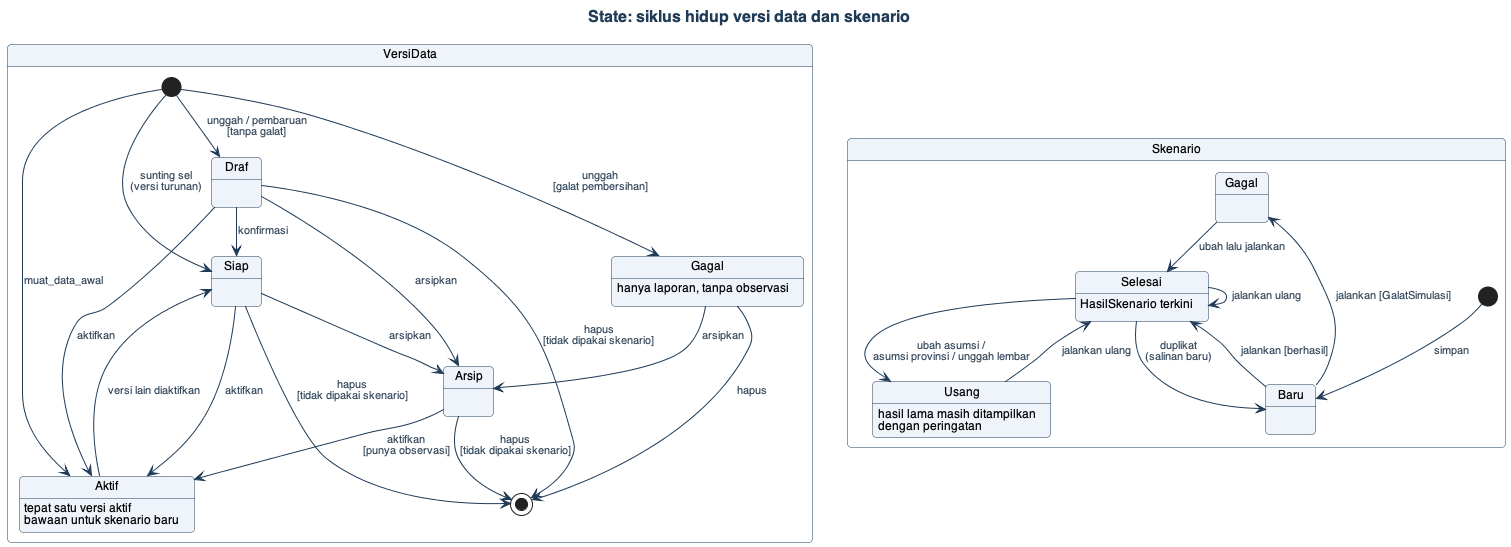 State: siklus hidup versi data dan skenario
VersiData
unggah / pembaruan
[tanpa galat]
Draf
sunting sel
(versi turunan)
unggah
[galat pembersihan]
konfirmasi
muat_data_awal
Siap
arsipkan
Gagal
hanya laporan, tanpa observasi
aktifkan
arsipkan
hapus
[tidak dipakai skenario]
arsipkan
versi lain diaktifkan
aktifkan
hapus
[tidak dipakai skenario]
Arsip
hapus
aktifkan
[punya observasi]
hapus
[tidak dipakai skenario]
Aktif
tepat satu versi aktif
bawaan untuk skenario baru
Skenario
Gagal
ubah lalu jalankan
Selesai
HasilSkenario terkini
jalankan ulang
jalankan [GalatSimulasi]
ubah asumsi /
asumsi provinsi / unggah lembar
jalankan ulang
duplikat
(salinan baru)
jalankan [berhasil]
simpan
Usang
hasil lama masih ditampilkan
dengan peringatan
Baru